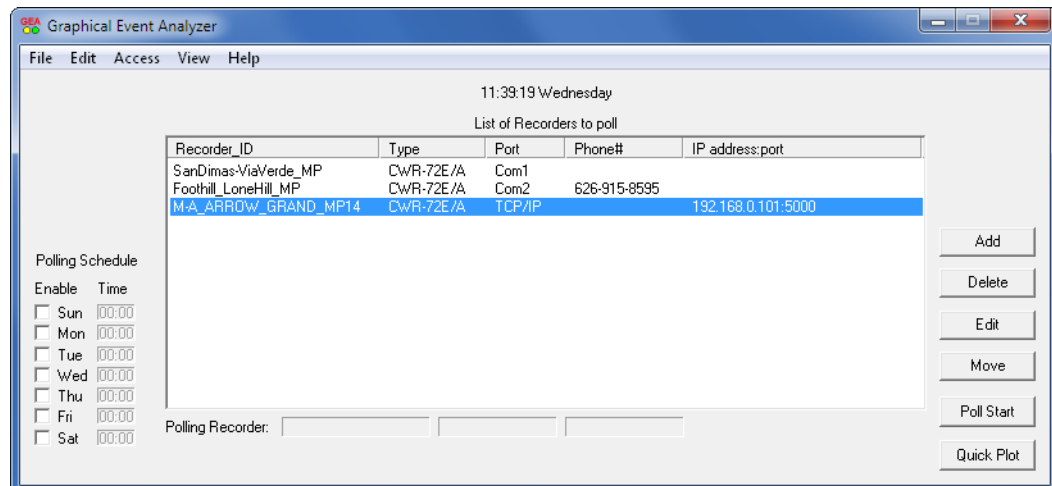 GEA Graphical Event Analyzer
File Edit Access View Help
11:39:19 Wednesday
List of Recorders to poll
Recorder_ID Type Port Phone# IP address:port
SanDimas-ViaVerde_MP CWR-72E/A Com1
Foothill_LoneHill_MP CWR-72E/A Com2 626-915-8595
M-A_ARROW_GRAND_MP14 CWR-72E/A TCP/IP 192.168.0.101:5000
Polling Schedule
Enable Time
Sun 00:00
Mon 00:00
Tue 00:00
Wed 00:00
Thu 00:00
Fri 00:00
Sat 00:00
Polling Recorder:
Add
Delete
Edit
Move
Poll Start
Quick Plot